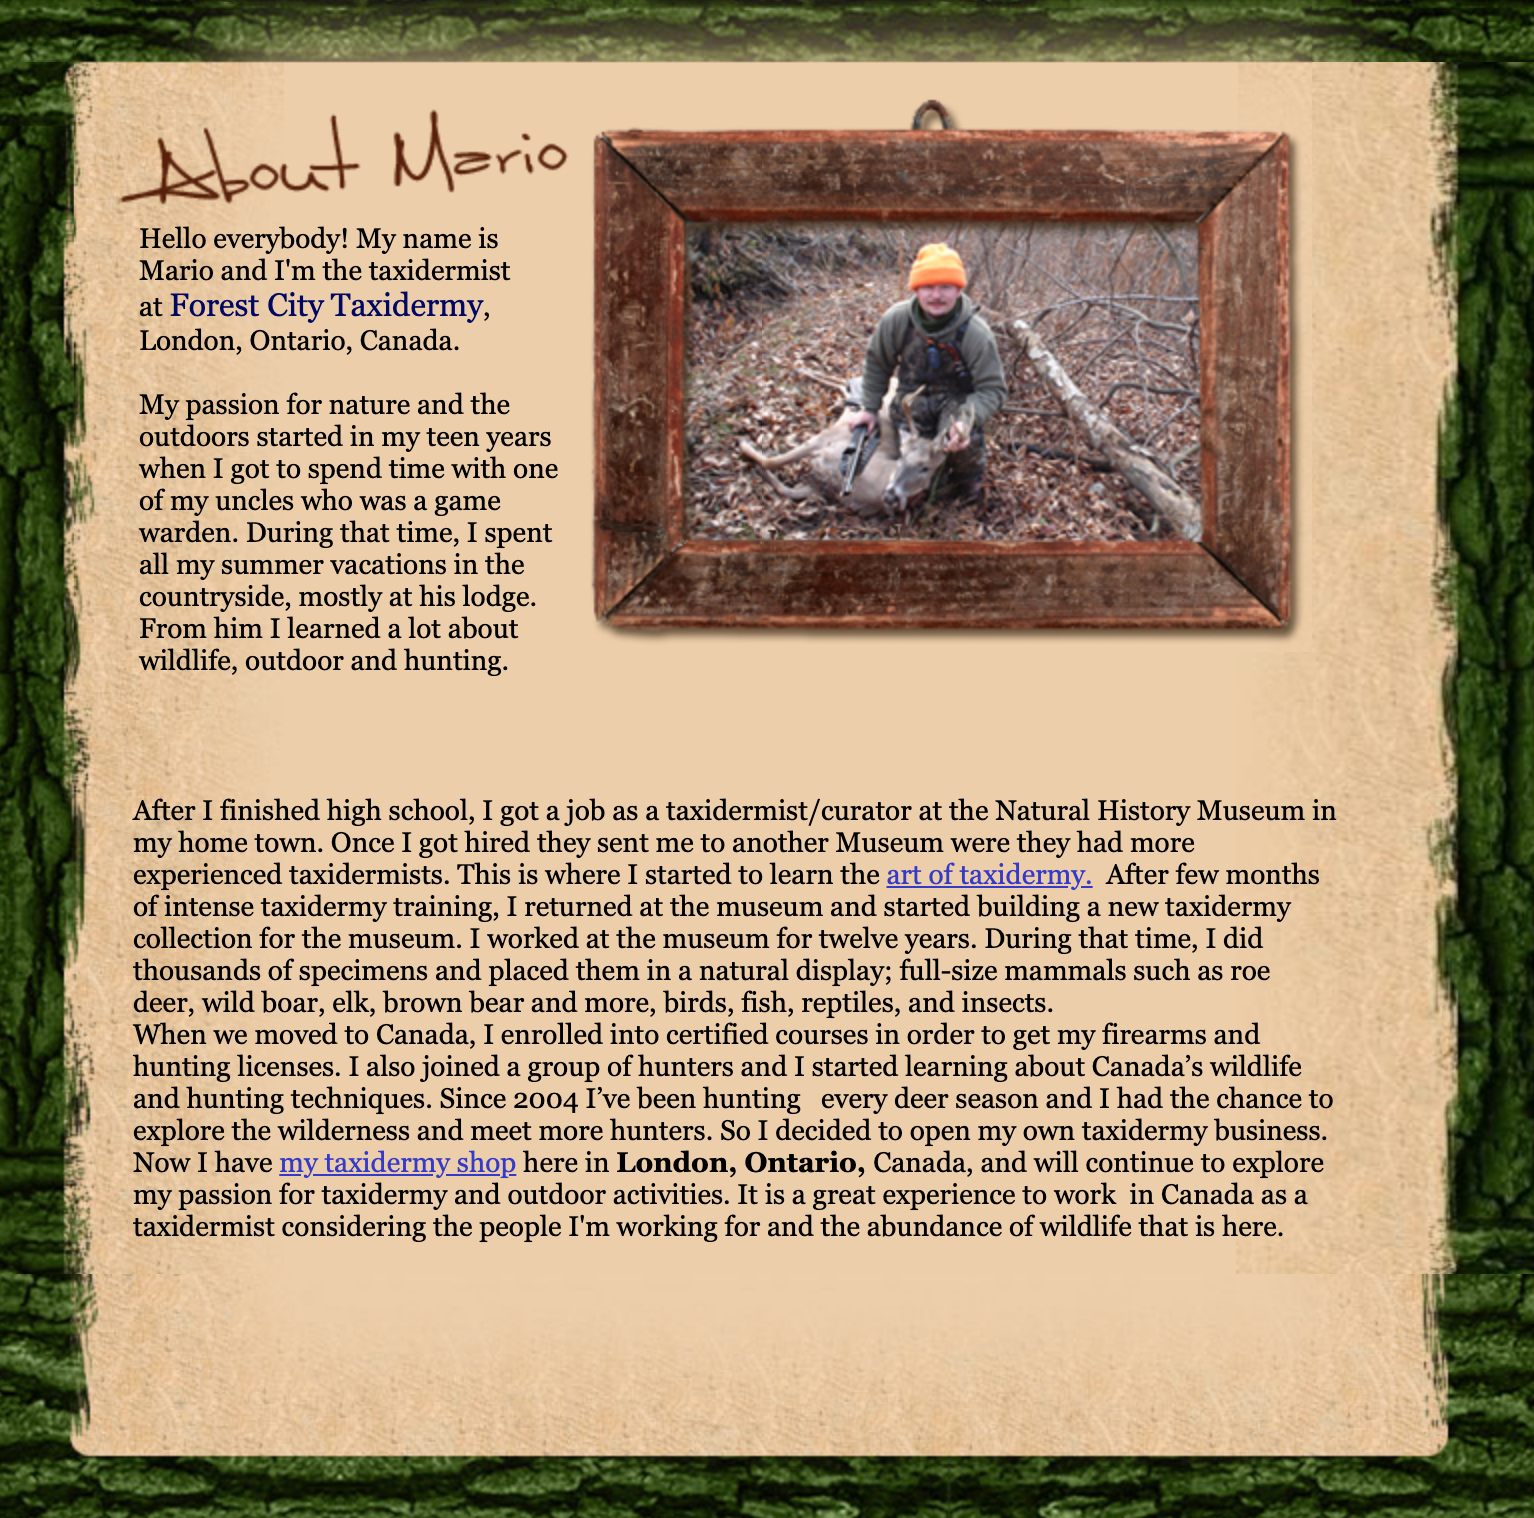 About Mario
Hello everybody! My name is
Mario and I'm the taxidermist
at Forest City Taxidermy,
London, Ontario, Canada.
My passion for nature and the
outdoors started in my teen years
when I got to spend time with one
of my uncles who was a game
warden. During that time, I spent
all my summer vacations in the
countryside, mostly at his lodge.
From him I learned a lot about
wildlife, outdoor and hunting.
After I finished high school, I got a job as a taxidermist/curator at the Natural History Museum in
my home town. Once I got hired they sent me to another Museum were they had more
experienced taxidermists. This is where I started to learn the art of taxidermy.  After few months
of intense taxidermy training, I returned at the museum and started building a new taxidermy
collection for the museum. I worked at the museum for twelve years. During that time, I did
thousands of specimens and placed them in a natural display; full-size mammals such as roe
deer, wild boar, elk, brown bear and more, birds, fish, reptiles, and insects.
When we moved to Canada, I enrolled into certified courses in order to get my firearms and
hunting licenses. I also joined a group of hunters and I started learning about Canada’s wildlife
and hunting techniques. Since 2004 I’ve been hunting   every deer season and I had the chance to
explore the wilderness and meet more hunters. So I decided to open my own taxidermy business.
Now I have my taxidermy shop here in London, Ontario, Canada, and will continue to explore
my passion for taxidermy and outdoor activities. It is a great experience to work  in Canada as a
taxidermist considering the people I'm working for and the abundance of wildlife that is here.